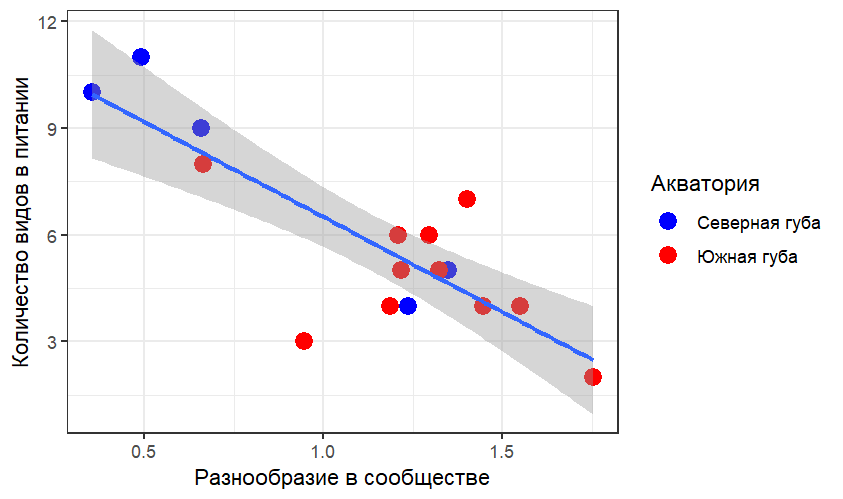 12
9
6
3
0.5
1.0
1.5
Разнообразие в сообществе
Количество видов в питании
Акватория
Северная губа
Южная губа